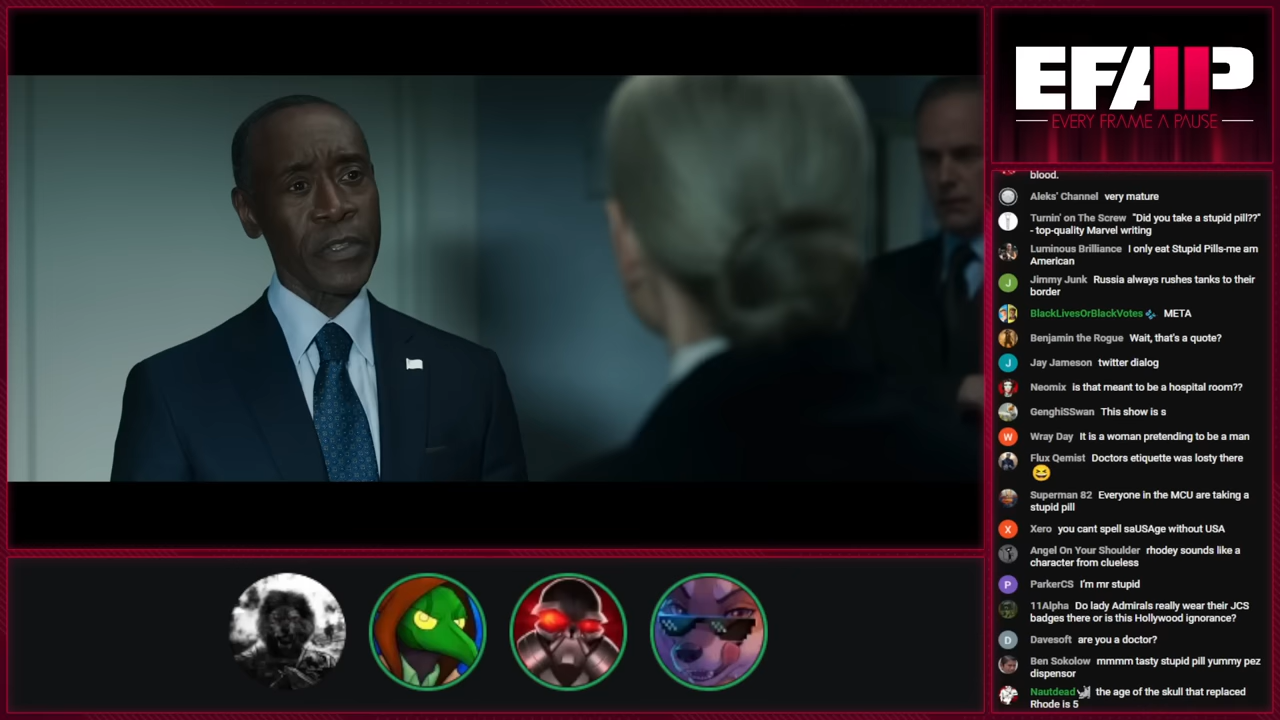 EFAP
EVERY FRAME A PAUSE
blood.
Aleks' Channel very mature
Turnin' on The Screw "Did you take a stupid pill??"
- top-quality Marvel writing
Luminous Brilliance I only eat Stupid Pills-me am
American
J
Jimmy Junk Russia always rushes tanks to their
border
BlackLivesOrBlackVotes META
Benjamin the Rogue Wait, that's a quote?
J
Jay Jameson twitter dialog
Neomix is that meant to be a hospital room??
GenghiSSwan This show is s
W
Wray Day It is a woman pretending to be a man
Flux Qemist Doctors etiquette was losty there
😆
Superman 82 Everyone in the MCU are taking a
stupid pill
X
Xero you cant spell saUSAge without USA
Angel On Your Shoulder rhodey sounds like a
character from clueless
P
ParkerCS I'm mr stupid
11Alpha Do lady Admirals really wear their JCS
badges there or is this Hollywood ignorance?
D
Davesoft are you a doctor?
Ben Sokolow mmmm tasty stupid pill yummy pez
dispensor
Nautdead the age of the skull that replaced
Rhode is 5